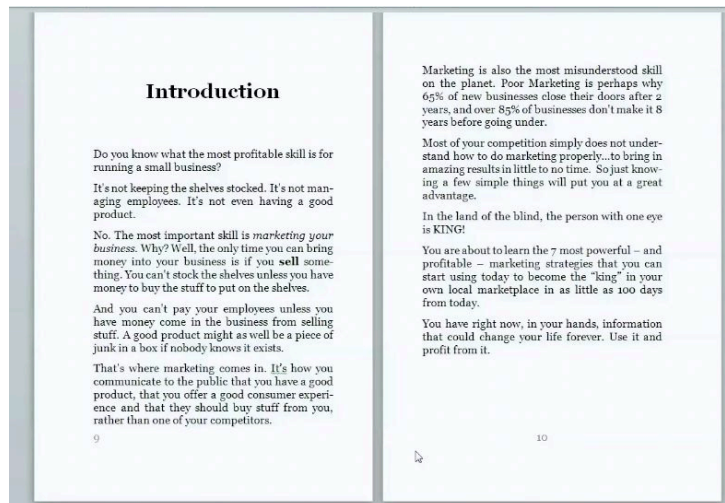 Introduction
Do you know what the most profitable skill is for
running a small business?
It's not keeping the shelves stocked. It's not man-
aging employees. It's not even having a good
product.
No. The most important skill is marketing your
business. Why? Well, the only time you can bring
money into your business is if you sell some-
thing. You can't stock the shelves unless you have
money to buy the stuff to put on the shelves.
And you can't pay your employees unless you
have money come in the business from selling
stuff. A good product might as well be a piece of
junk in a box if nobody knows it exists.
That's where marketing comes in. It's how you
communicate to the public that you have a good
product, that you offer a good consumer experi-
ence and that they should buy stuff from you,
rather than one of your competitors.
9
Marketing is also the most misunderstood skill
on the planet. Poor Marketing is perhaps why
65% of new businesses close their doors after 2
years, and over 85% of businesses don't make it 8
years before going under.
Most of your competition simply does not under-
stand how to do marketing properly...to bring in
amazing results in little to no time. So just know-
ing a few simple things will put you at a great
advantage.
In the land of the blind, the person with one eye
is KING!
You are about to learn the 7 most powerful – and
profitable – marketing strategies that you can
start using today to become the “king” in your
own local marketplace in as little as 100 days
from today.
You have right now, in your hands, information
that could change your life forever. Use it and
profit from it.
10